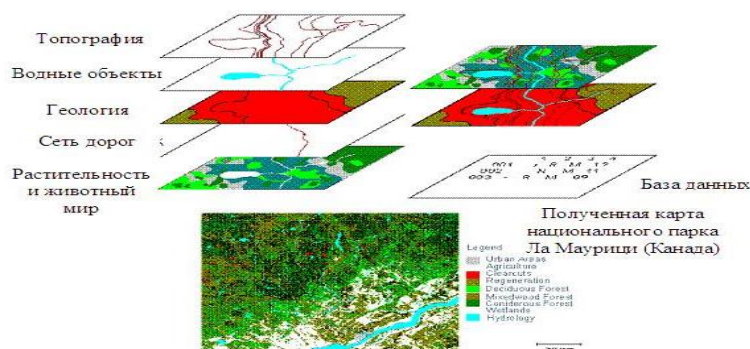 Топография
Водные объекты
Геология
Сеть дорог
Растительность
и животный
мир
База данных
Полученная карта
национального парка
Ла Маурици (Канада)
Legend
Urban Areas
Agriculture
Clearcuts
Regeneration
Deciduous Forest
Mixedwood Forest
Coniferous Forest
Wetlands
Hydrology